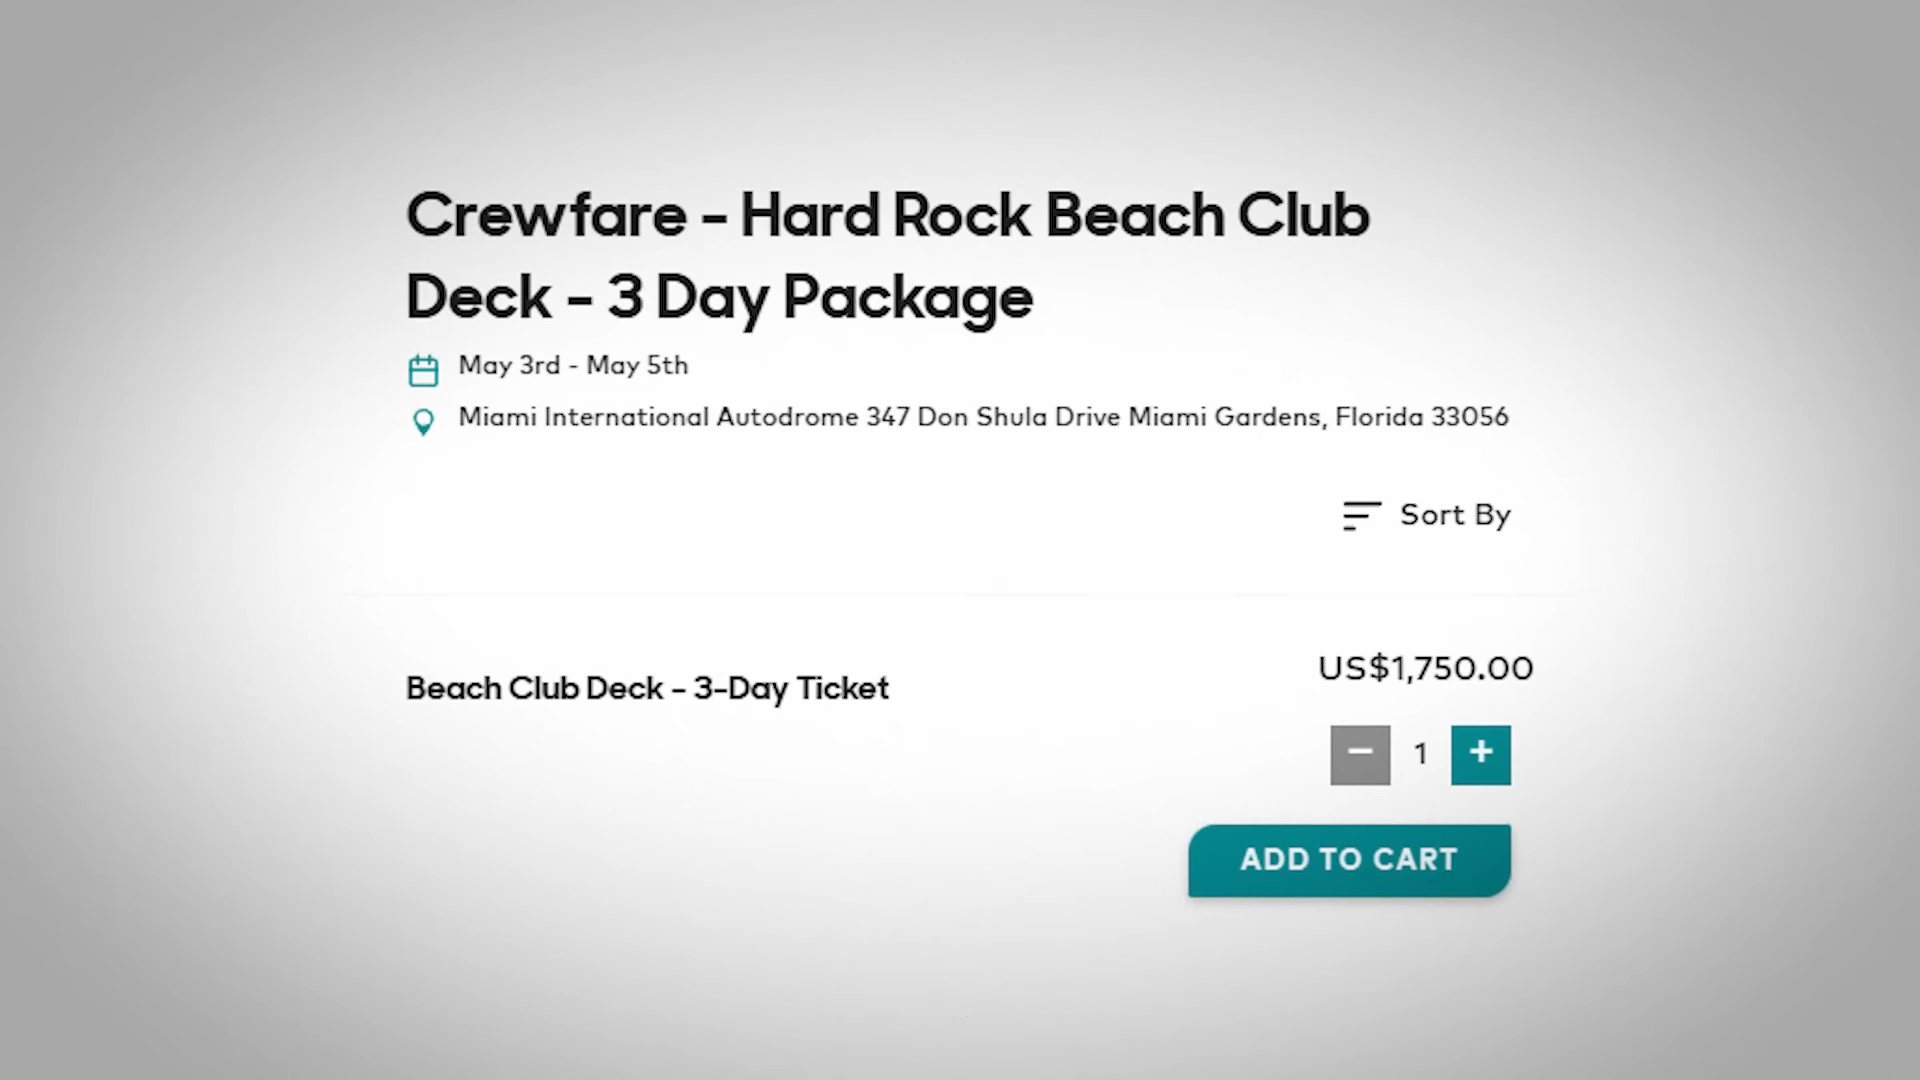 Crewfare - Hard Rock Beach Club
Deck - 3 Day Package
May 3rd - May 5th
Miami International Autodrome 347 Don Shula Drive Miami Gardens, Florida 33056
Sort By
US$1,750.00
Beach Club Deck - 3-Day Ticket
− 1 +
ADD TO CART